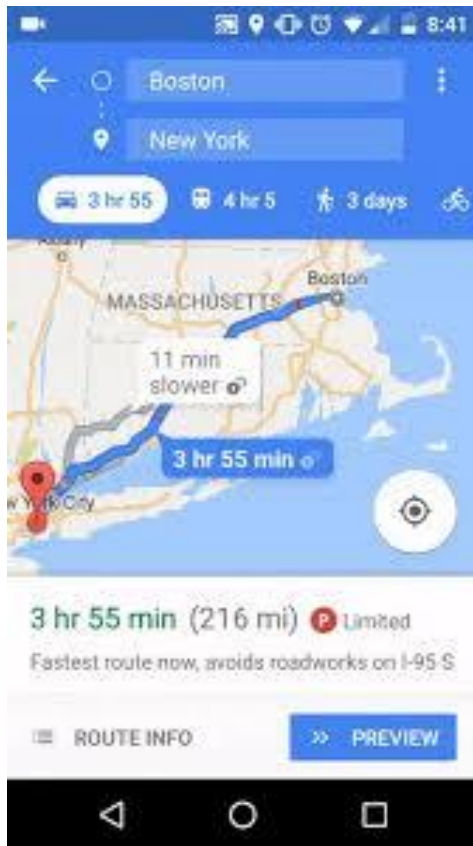 8:41
Boston
New York
3 hr 55
4 hr 5
3 days
Albany
Boston
MASSACHUSETTS
11 min
slower
3 hr 55 min
City
3 hr 55 min (216 mi) P Limited
Fastest route now, avoids roadworks on I-95 S
ROUTE INFO
PREVIEW